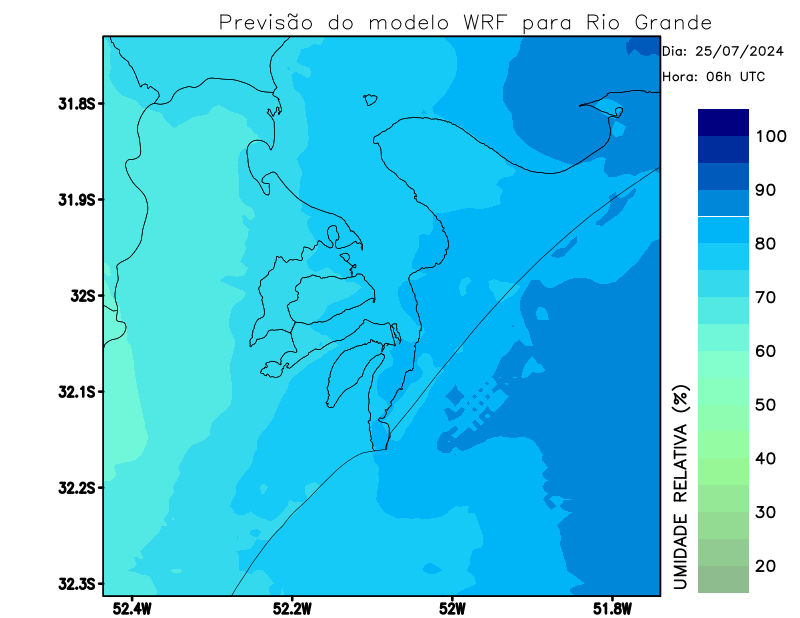 Previsão do modelo WRF para Rio Grande
Dia: 25/07/2024
Hora: 06h UTC
31.8S
31.9S
32S
32.1S
32.2S
32.3S
52.4W
52.2W
52W
51.8W
100
90
80
70
60
50
40
30
20
UMIDADE RELATIVA (%)